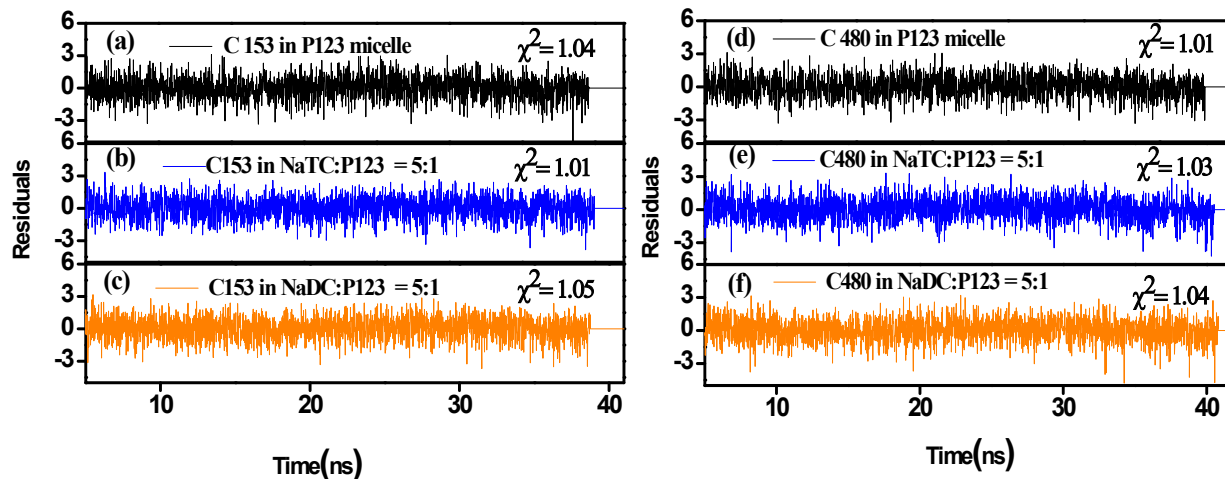 Residuals
6
3
0
-3
6
3
0
-3
6
3
0
-3
(a)
C 153 in P123 micelle
χ²= 1.04
(b)
C153 in NaTC:P123 = 5:1
χ²= 1.01
(c)
C153 in NaDC:P123 = 5:1
χ²= 1.05
10 20 30 40
Time(ns)
Residuals
6
3
0
-3
6
3
0
-3
6
3
0
-3
(d)
C 480 in P123 micelle
χ²= 1.01
(e)
C480 in NaTC:P123 = 5:1
χ²= 1.03
(f)
C480 in NaDC:P123 = 5:1
χ²= 1.04
10 20 30 40
Time(ns)